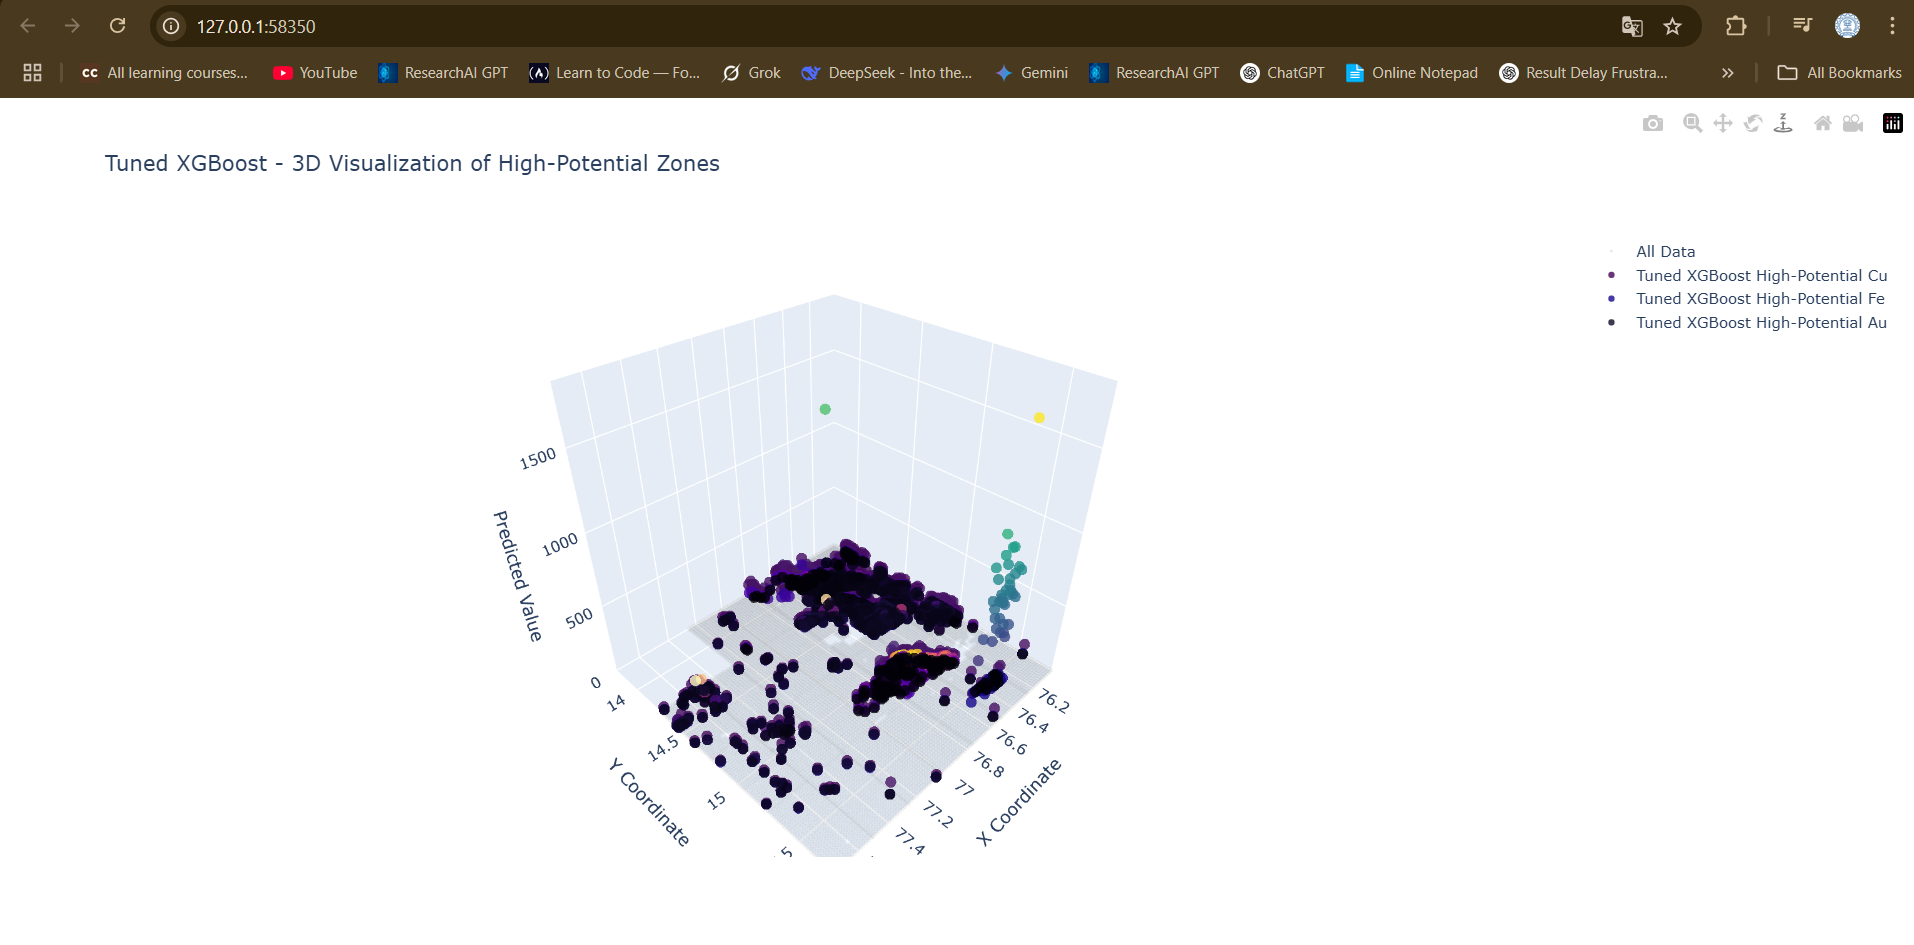 127.0.0.1:58350
All learning courses...
YouTube
ResearchAI GPT
Learn to Code — Fo...
Grok
DeepSeek - Into the...
Gemini
ResearchAI GPT
ChatGPT
Online Notepad
Result Delay Frustra...
»
All Bookmarks
Tuned XGBoost - 3D Visualization of High-Potential Zones
All Data
Tuned XGBoost High-Potential Cu
Tuned XGBoost High-Potential Fe
Tuned XGBoost High-Potential Au
1500
1000
500
0
Predicted Value
14
14.5
15
Y Coordinate
76.2
76.4
76.6
76.8
77
77.2
77.4
X Coordinate